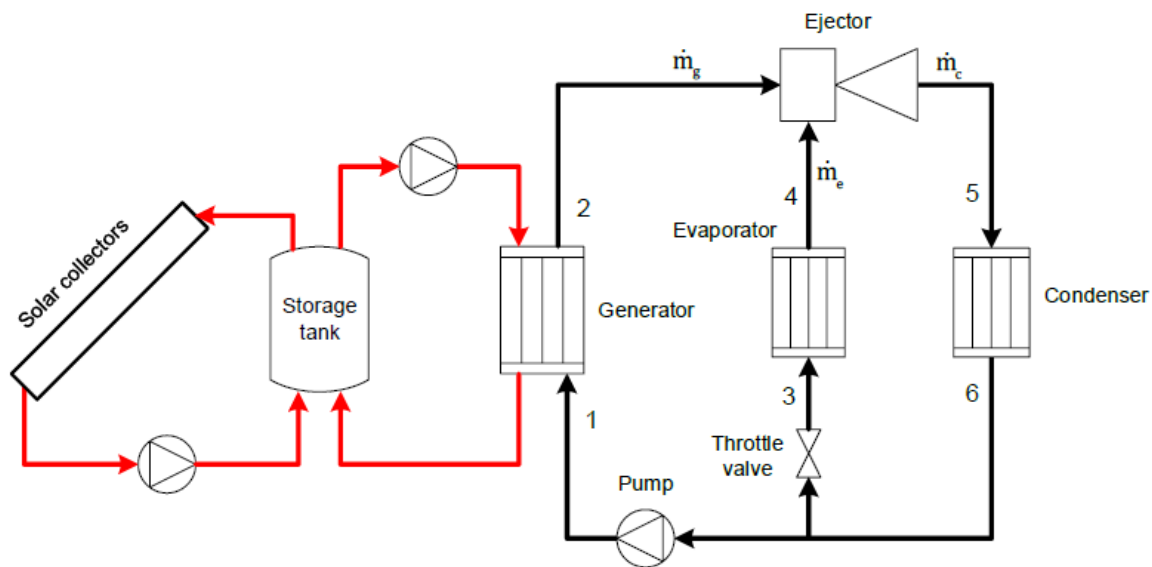 Ejector
ṁg
ṁc
ṁe
2
4
5
Evaporator
Solar collectors
Storage
tank
Generator
Condenser
1
3
6
Throttle
valve
Pump